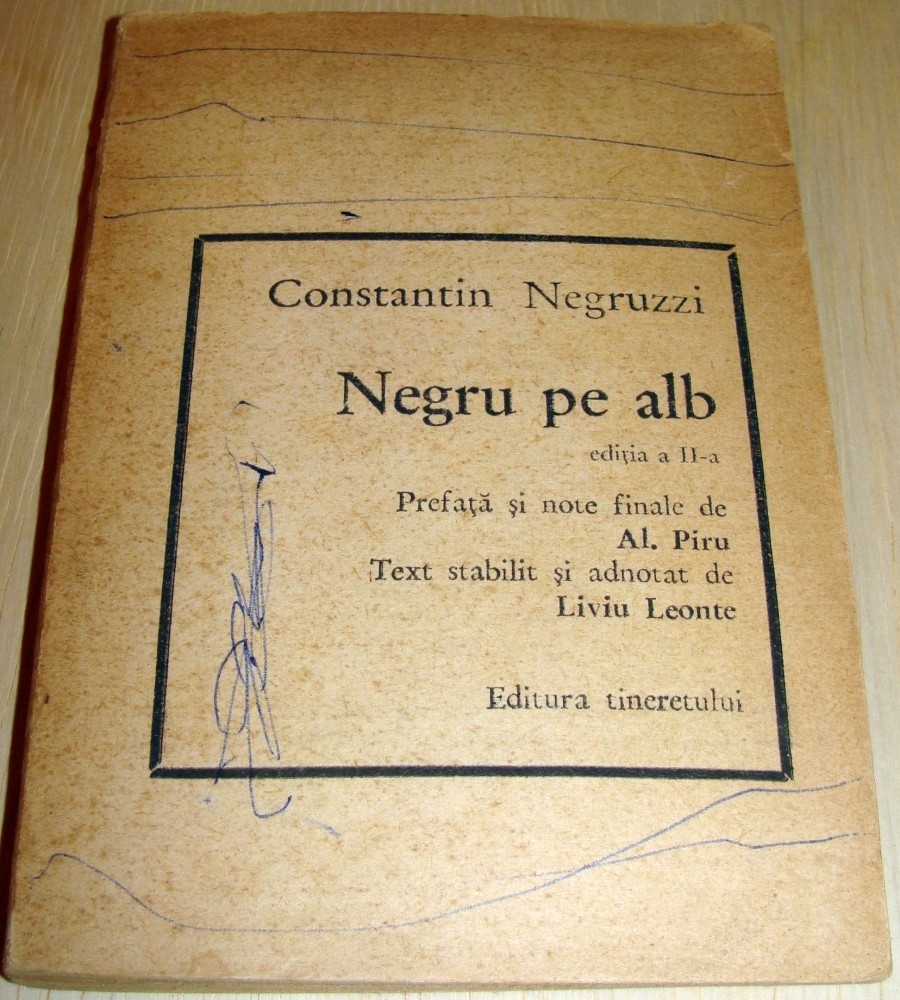 Constantin Negruzzi
Negru pe alb
ediţia a II-a
Prefaţă şi note finale de
Al. Piru
Text stabilit şi adnotat de
Liviu Leonte
Editura tineretului